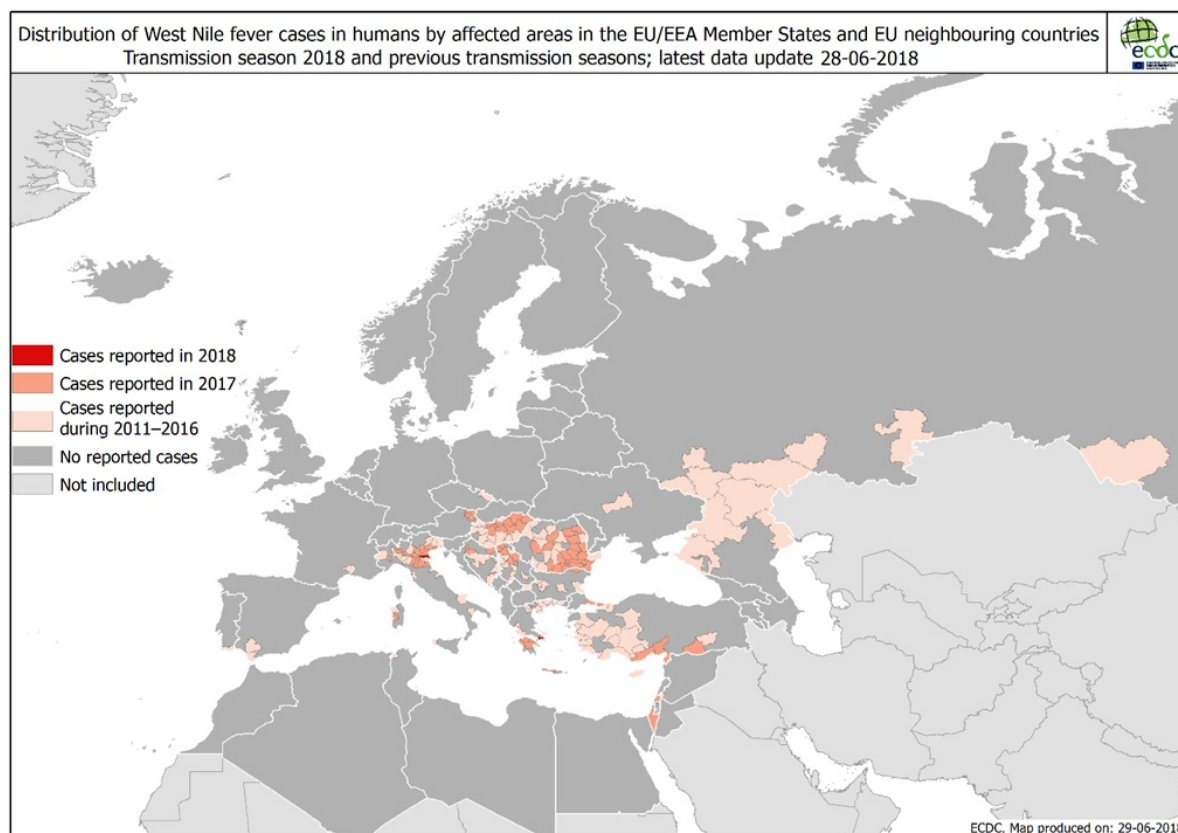 Distribution of West Nile fever cases in humans by affected areas in the EU/EEA Member States and EU neighbouring countries
Transmission season 2018 and previous transmission seasons; latest data update 28-06-2018
ecdc
Cases reported in 2018
Cases reported in 2017
Cases reported
during 2011–2016
No reported cases
Not included
ECDC. Map produced on: 29-06-2018